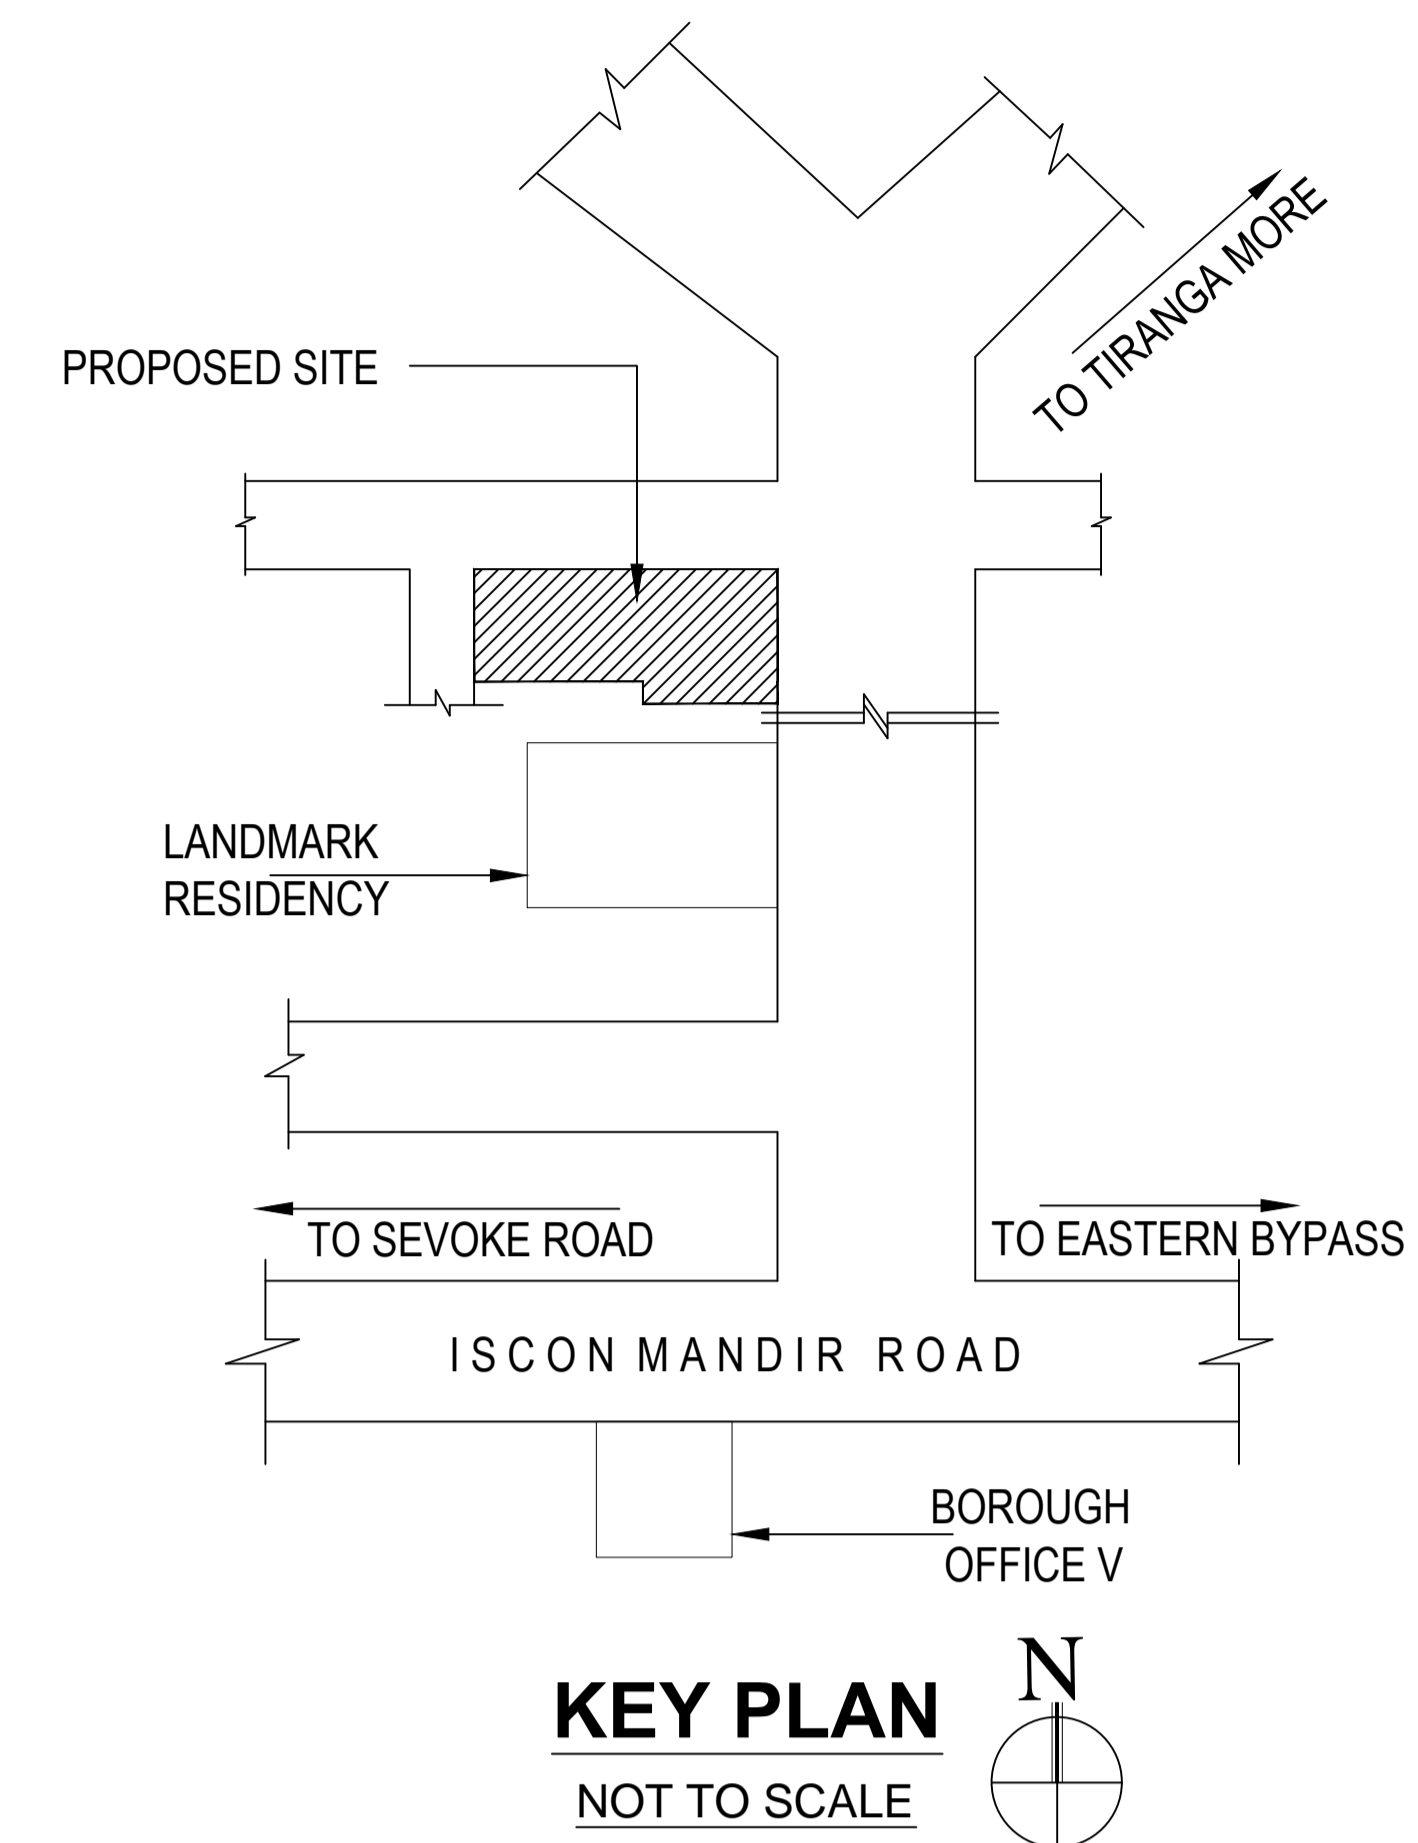 TO TIRANGA MORE
PROPOSED SITE
LANDMARK
RESIDENCY
TO SEVOKE ROAD
TO EASTERN BYPASS
ISCON MANDIR ROAD
BOROUGH
OFFICE V
N
KEY PLAN
NOT TO SCALE